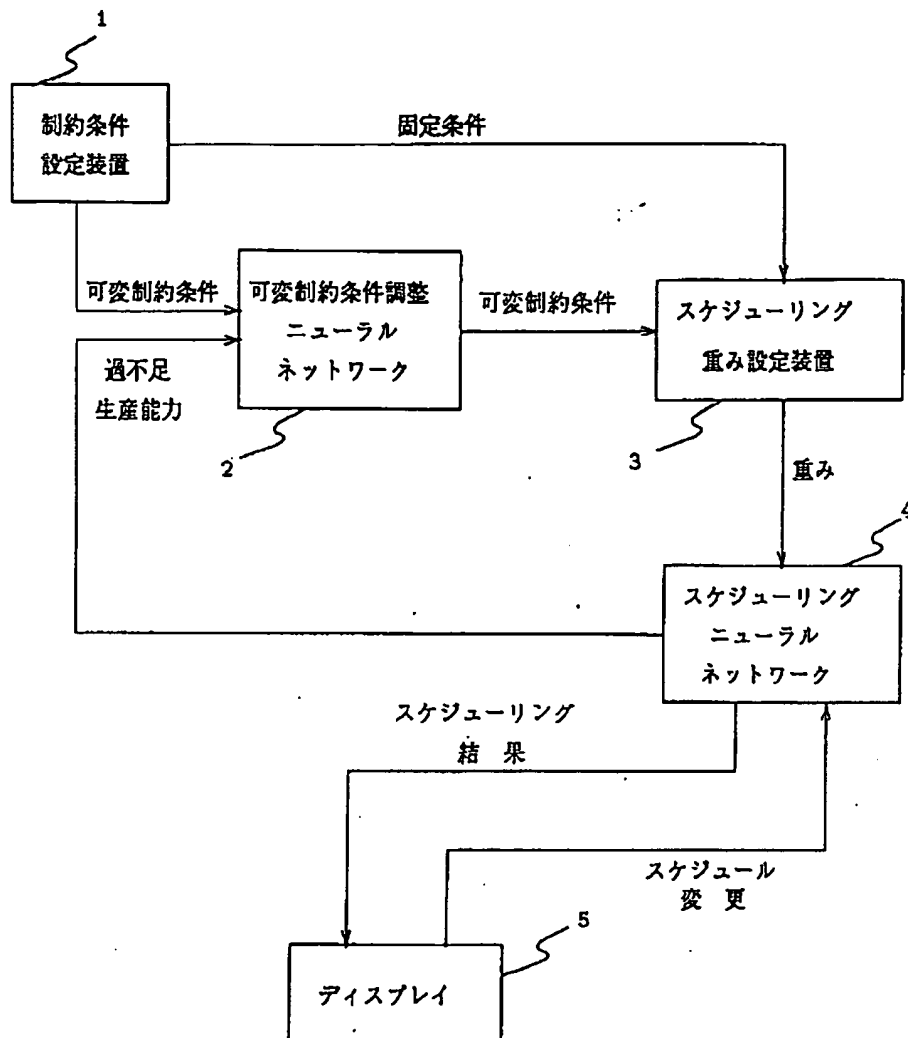 1
制約条件
設定装置
固定条件
可変制約条件
可変制約条件調整
ニューラル
ネットワーク
可変制約条件
スケジューリング
重み設定装置
過不足
生産能力
2
3
重み
4
スケジューリング
ニューラル
ネットワーク
スケジューリング
結 果
スケジュール
変 更
5
ディスプレイ